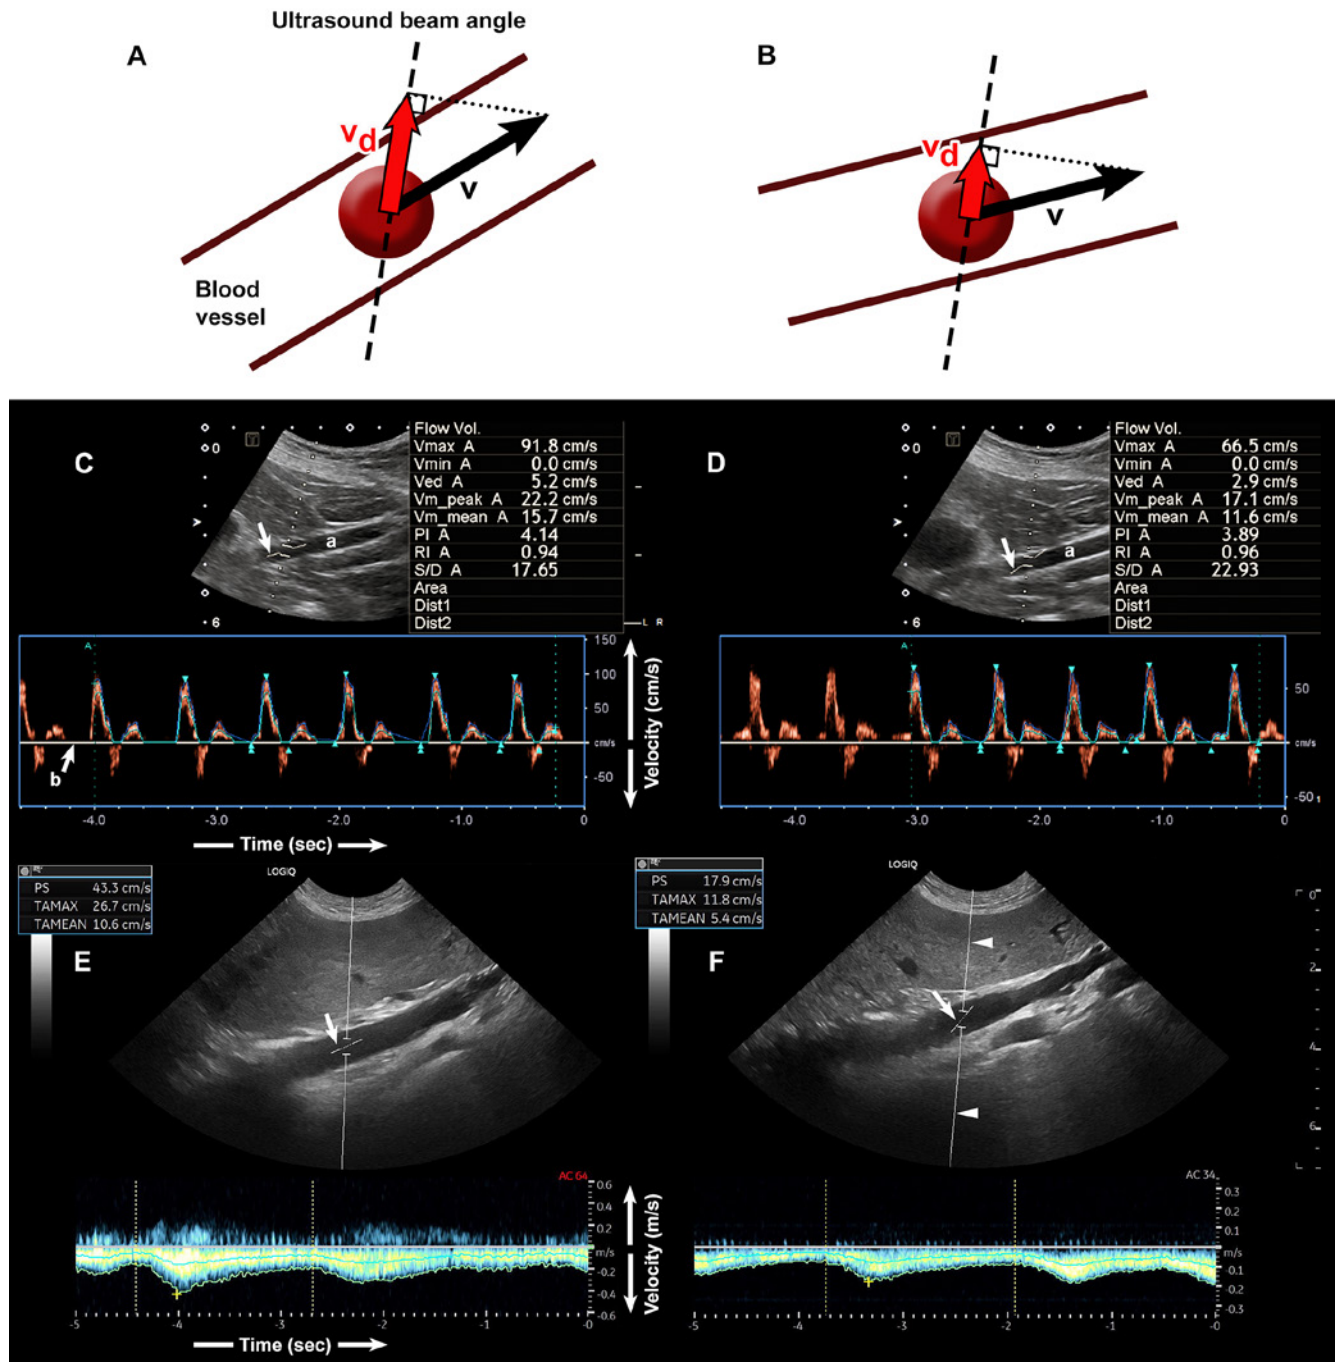 Ultrasound beam angle
A
B
vd
v
vd
v
Blood
vessel
C
0
6
a
Flow Vol.
Vmax A 91.8 cm/s
Vmin A 0.0 cm/s
Ved A 5.2 cm/s
Vm_peak A 22.2 cm/s
Vm_mean A 15.7 cm/s
PI A 4.14
RI A 0.94
S/D A 17.65
Area
Dist1
Dist2
L R
D
0
6
a
Flow Vol.
Vmax A 66.5 cm/s
Vmin A 0.0 cm/s
Ved A 2.9 cm/s
Vm_peak A 17.1 cm/s
Vm_mean A 11.6 cm/s
PI A 3.89
RI A 0.96
S/D A 22.93
Area
Dist1
Dist2
A
b
150
100
50
cm/s
-50
-4.0 -3.0 -2.0 -1.0 0
Time (sec)
Velocity (cm/s)
50
cm/s
-50
-4.0 -3.0 -2.0 -1.0 0
PS 43.3 cm/s
TAMAX 26.7 cm/s
TAMEAN 10.6 cm/s
LOGIQ
E
PS 17.9 cm/s
TAMAX 11.8 cm/s
TAMEAN 5.4 cm/s
LOGIQ
F
0
2
4
6
AC 64
0.6
0.4
0.2
m/s
-0.2
-0.4
-0.6
-5 -4 -3 -2 -1 -0
Time (sec)
Velocity (m/s)
AC 34
0.3
0.2
0.1
m/s
-0.1
-0.2
-0.3
-5 -4 -3 -2 -1 -0